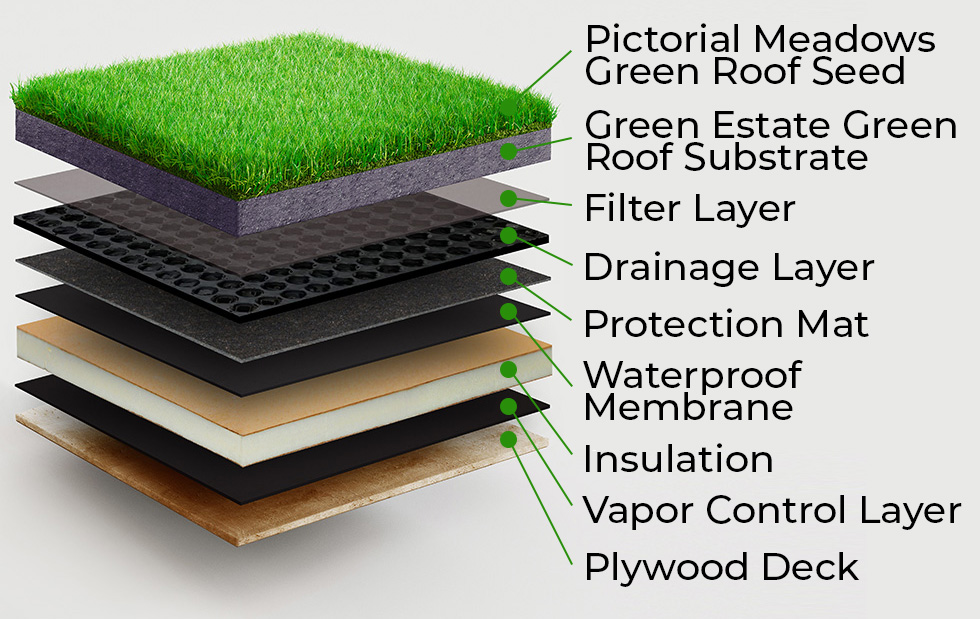 Pictorial Meadows
Green Roof Seed
Green Estate Green
Roof Substrate
Filter Layer
Drainage Layer
Protection Mat
Waterproof
Membrane
Insulation
Vapor Control Layer
Plywood Deck